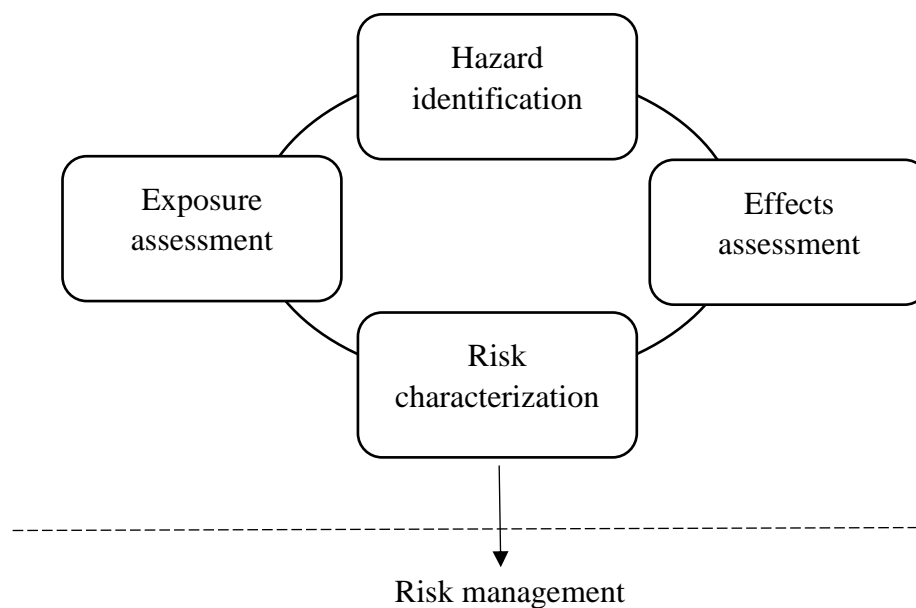 Hazard
identification
Exposure
assessment
Effects
assessment
Risk
characterization
Risk management